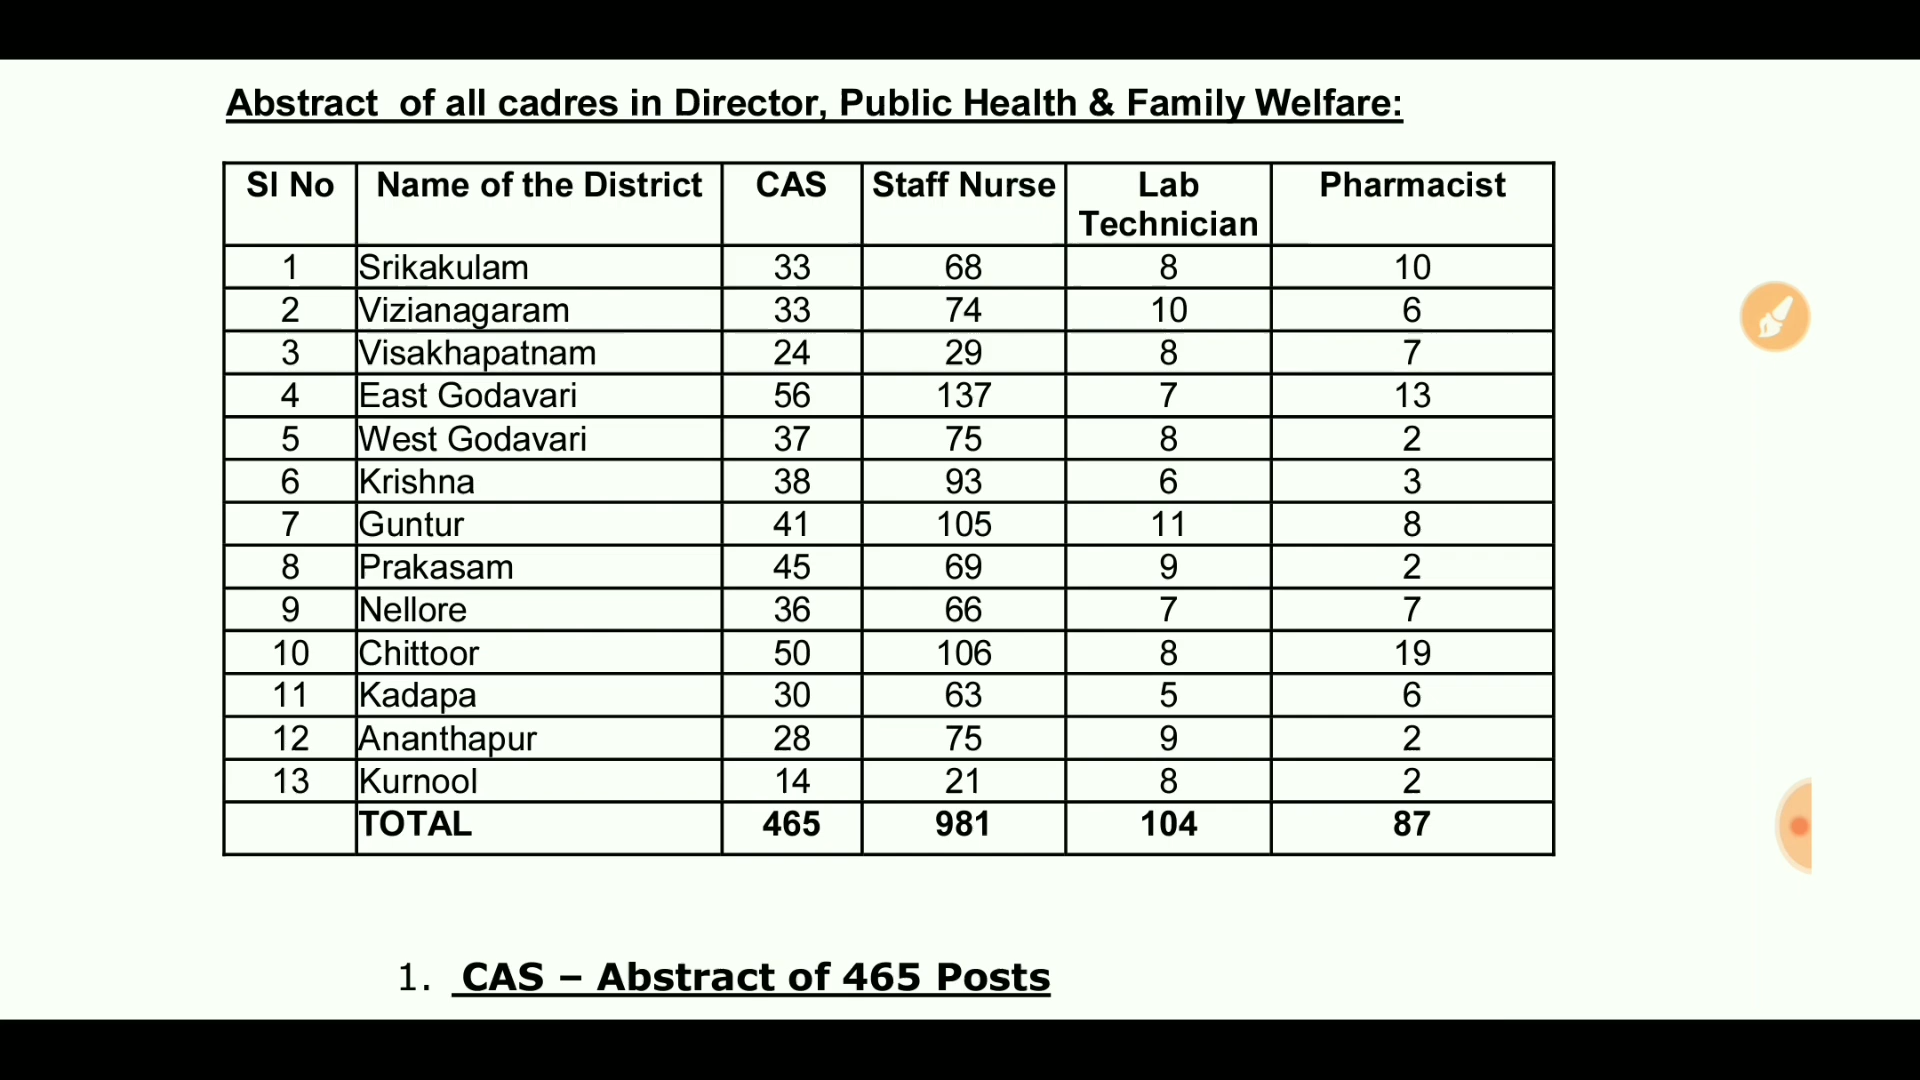 Abstract of all cadres in Director, Public Health & Family Welfare:
Sl No Name of the District CAS Staff Nurse Lab Technician Pharmacist
1 Srikakulam 33 68 8 10
2 Vizianagaram 33 74 10 6
3 Visakhapatnam 24 29 8 7
4 East Godavari 56 137 7 13
5 West Godavari 37 75 8 2
6 Krishna 38 93 6 3
7 Guntur 41 105 11 8
8 Prakasam 45 69 9 2
9 Nellore 36 66 7 7
10 Chittoor 50 106 8 19
11 Kadapa 30 63 5 6
12 Ananthapur 28 75 9 2
13 Kurnool 14 21 8 2
TOTAL 465 981 104 87
1. CAS – Abstract of 465 Posts